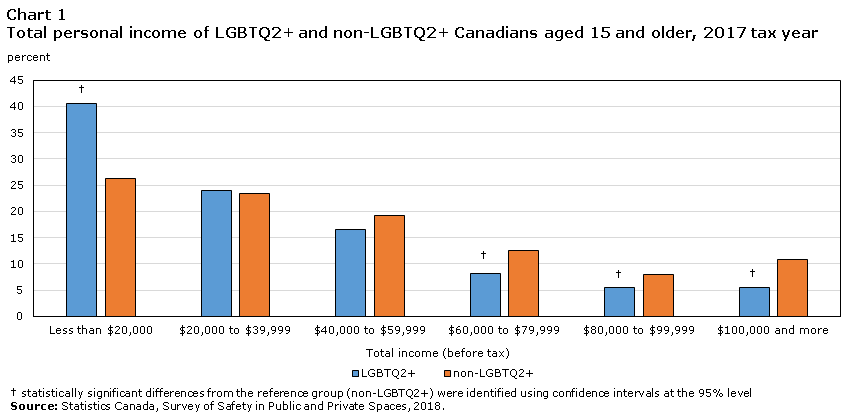 Chart 1
Total personal income of LGBTQ2+ and non-LGBTQ2+ Canadians aged 15 and older, 2017 tax year
percent
45
40
35
30
25
20
15
10
5
0
†
†
†
†
Less than $20,000
$20,000 to $39,999
$40,000 to $59,999
$60,000 to $79,999
$80,000 to $99,999
$100,000 and more
Total income (before tax)
LGBTQ2+
non-LGBTQ2+
† statistically significant differences from the reference group (non-LGBTQ2+) were identified using confidence intervals at the 95% level
Source: Statistics Canada, Survey of Safety in Public and Private Spaces, 2018.